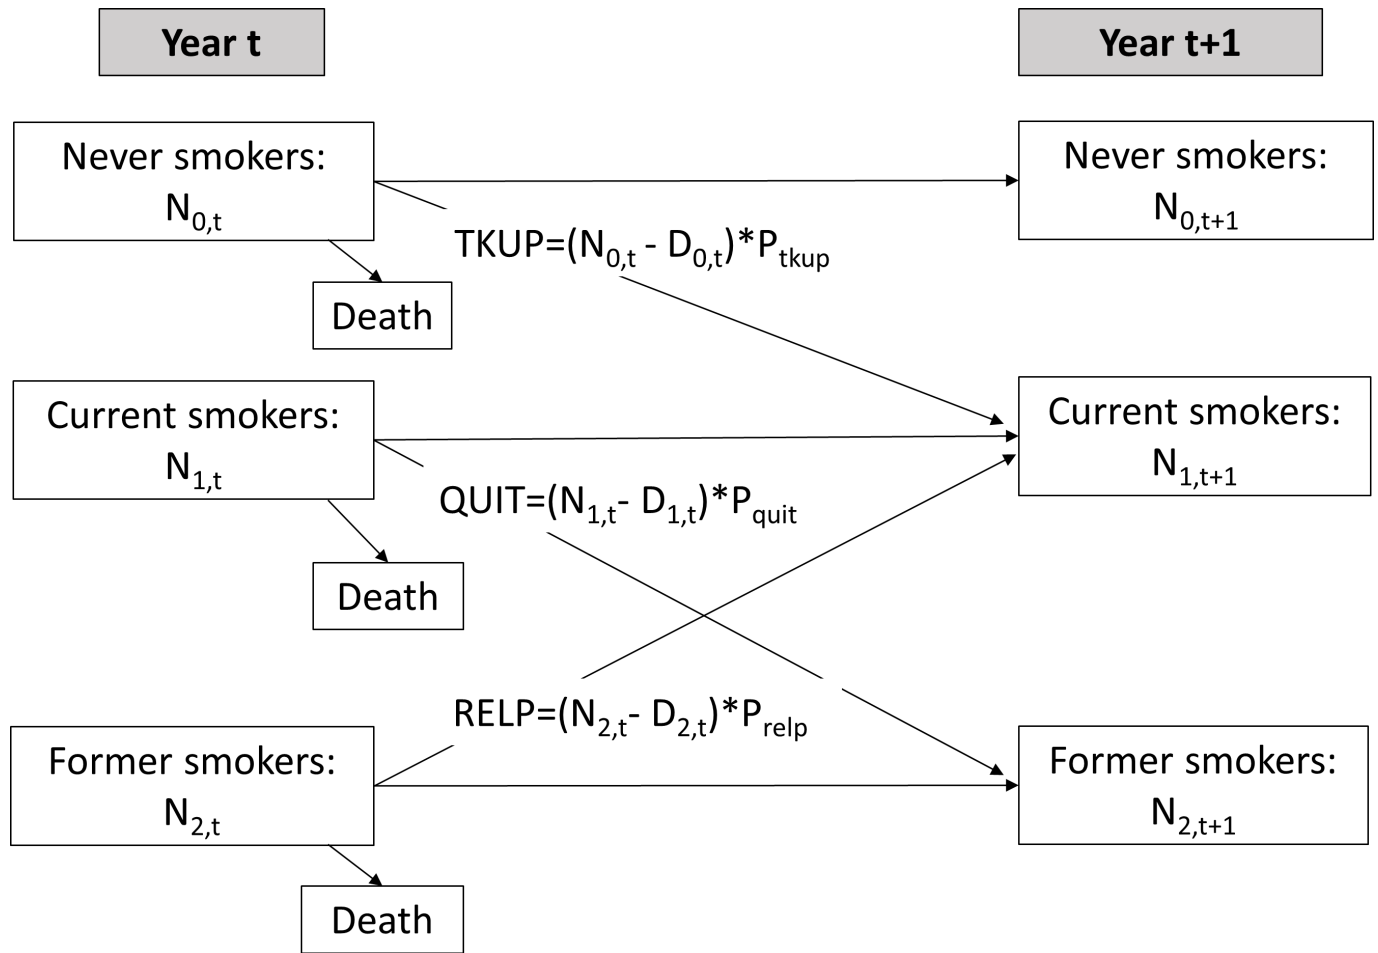 Year t
Year t+1
Never smokers:
N0,t
Never smokers:
N0,t+1
TKUP=(N0,t - D0,t)*Ptkup
Death
Current smokers:
N1,t
Current smokers:
N1,t+1
QUIT=(N1,t- D1,t)*Pquit
Death
RELP=(N2,t- D2,t)*Prelp
Former smokers:
N2,t
Former smokers:
N2,t+1
Death